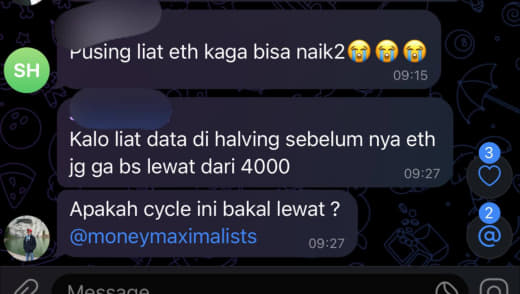 Pusing liat eth kaga bisa naik2😭😭😭
09:15
SH
Kalo liat data di halving sebelum nya eth
jg ga bs lewat dari 4000
09:27
3
Apakah cycle ini bakal lewat ?
@moneymaximalists
09:27
2
@
Message